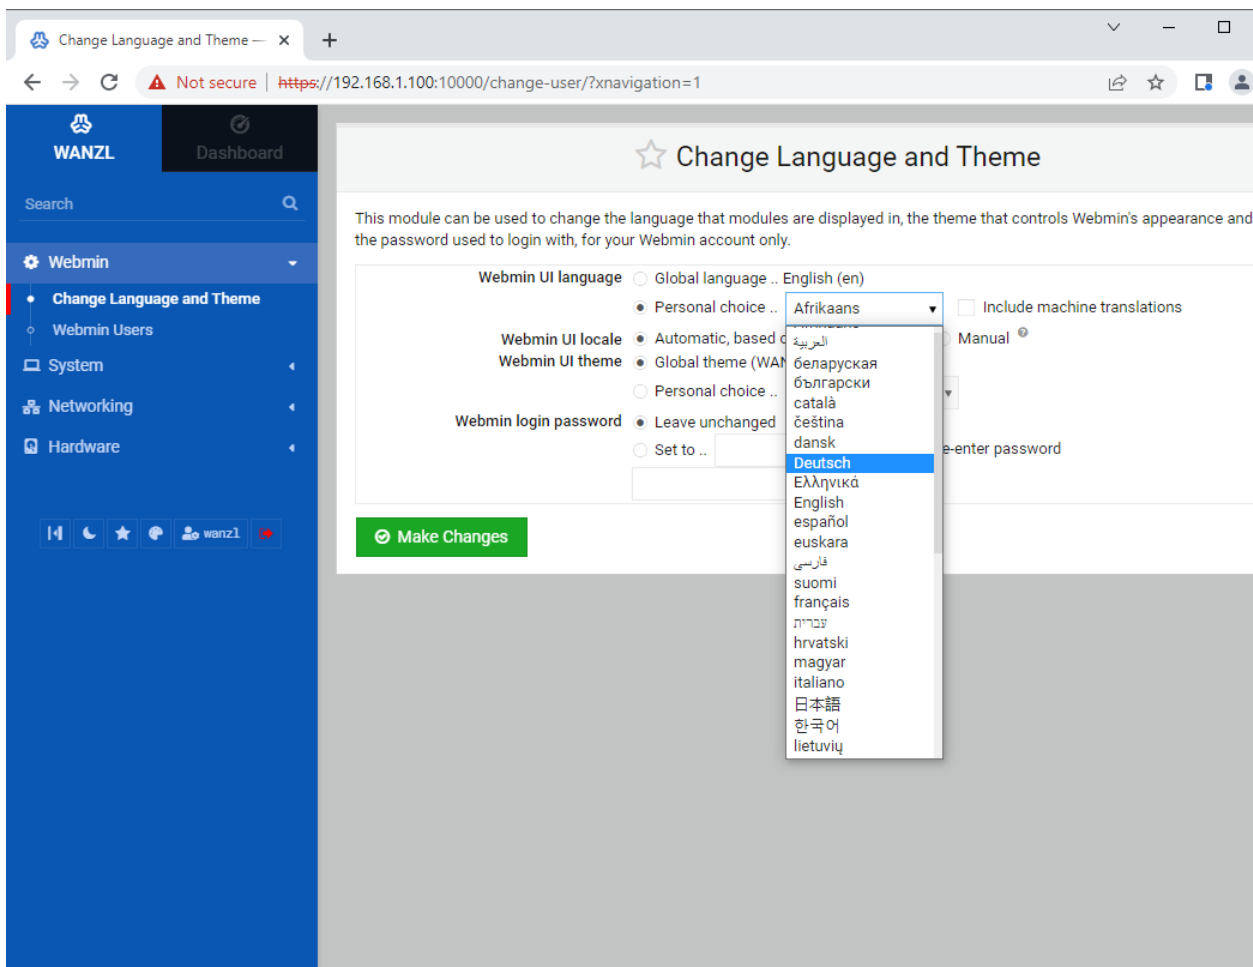 Change Language and Theme —
Not secure | https://192.168.1.100:10000/change-user/?xnavigation=1
WANZL
Dashboard
Search
Webmin
Change Language and Theme
Webmin Users
System
Networking
Hardware
wanzl
Change Language and Theme
This module can be used to change the language that modules are displayed in, the theme that controls Webmin's appearance and
the password used to login with, for your Webmin account only.
Webmin UI language Global language .. English (en)
Personal choice .. Afrikaans Include machine translations
Webmin UI locale Automatic, based Manual
Webmin UI theme Global theme (WAN
Personal choice ..
Webmin login password Leave unchanged
Set to .. e-enter password
Make Changes
العربية
беларуская
български
català
čeština
dansk
Deutsch
Ελληνικά
English
español
euskara
فارسی
suomi
français
עברית
hrvatski
magyar
italiano
日本語
한국어
lietuvių